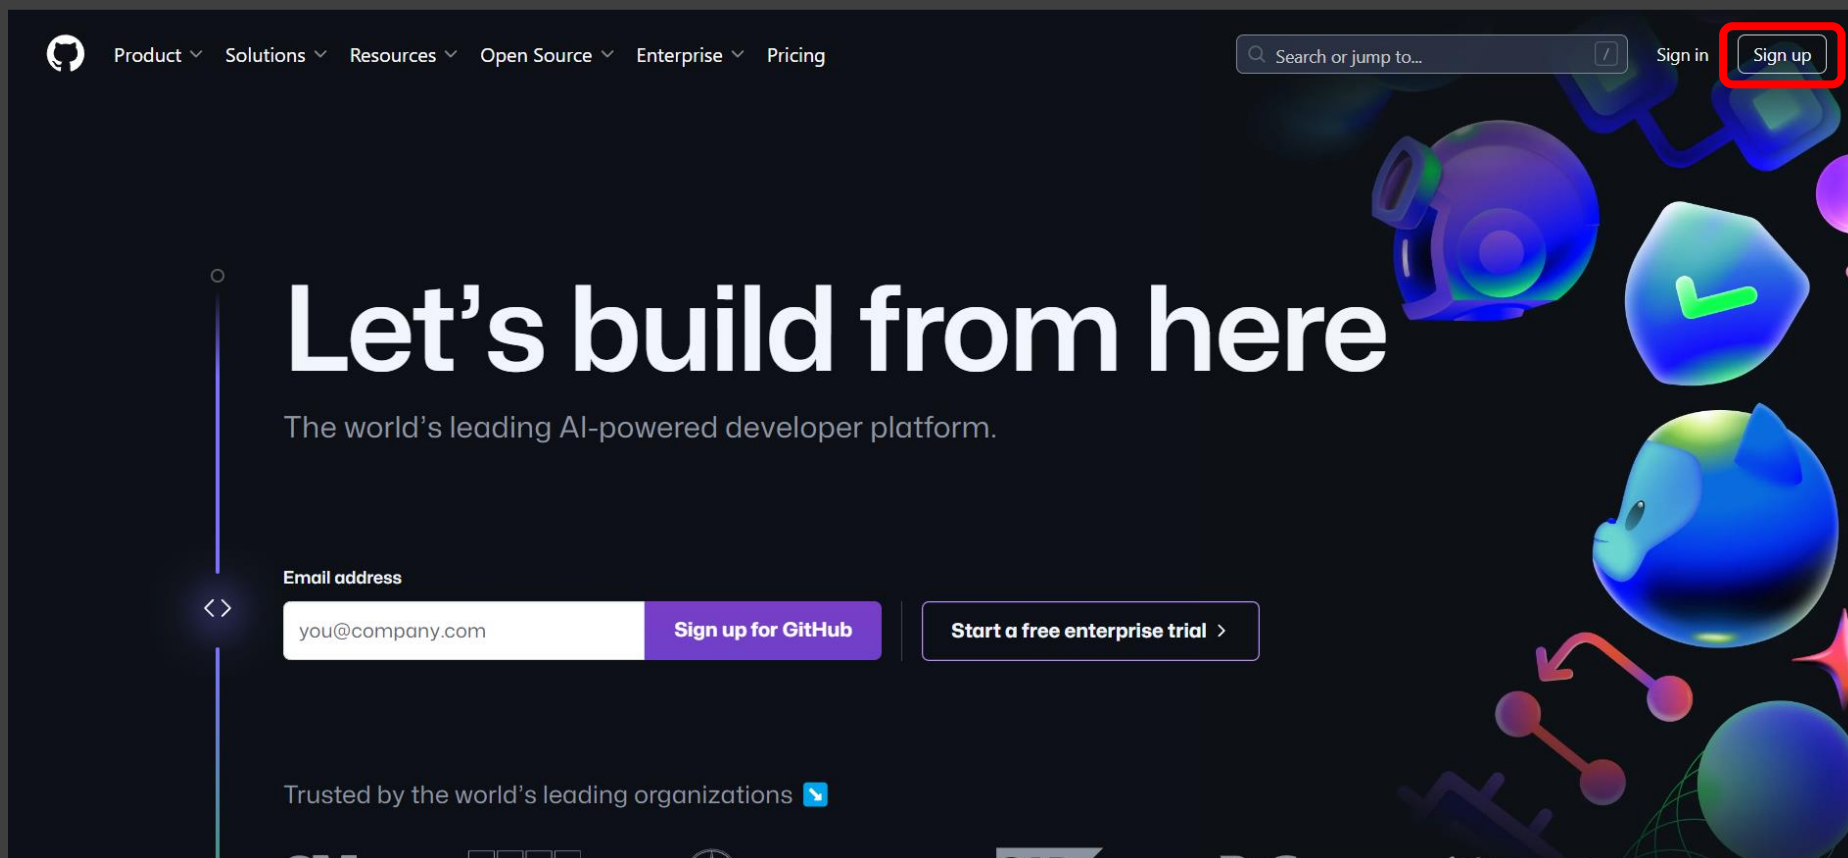 Product Solutions Resources Open Source Enterprise Pricing Search or jump to... / Sign in Sign up
Let’s build from here
The world’s leading AI-powered developer platform.
Email address
you@company.com Sign up for GitHub Start a free enterprise trial
Trusted by the world’s leading organizations